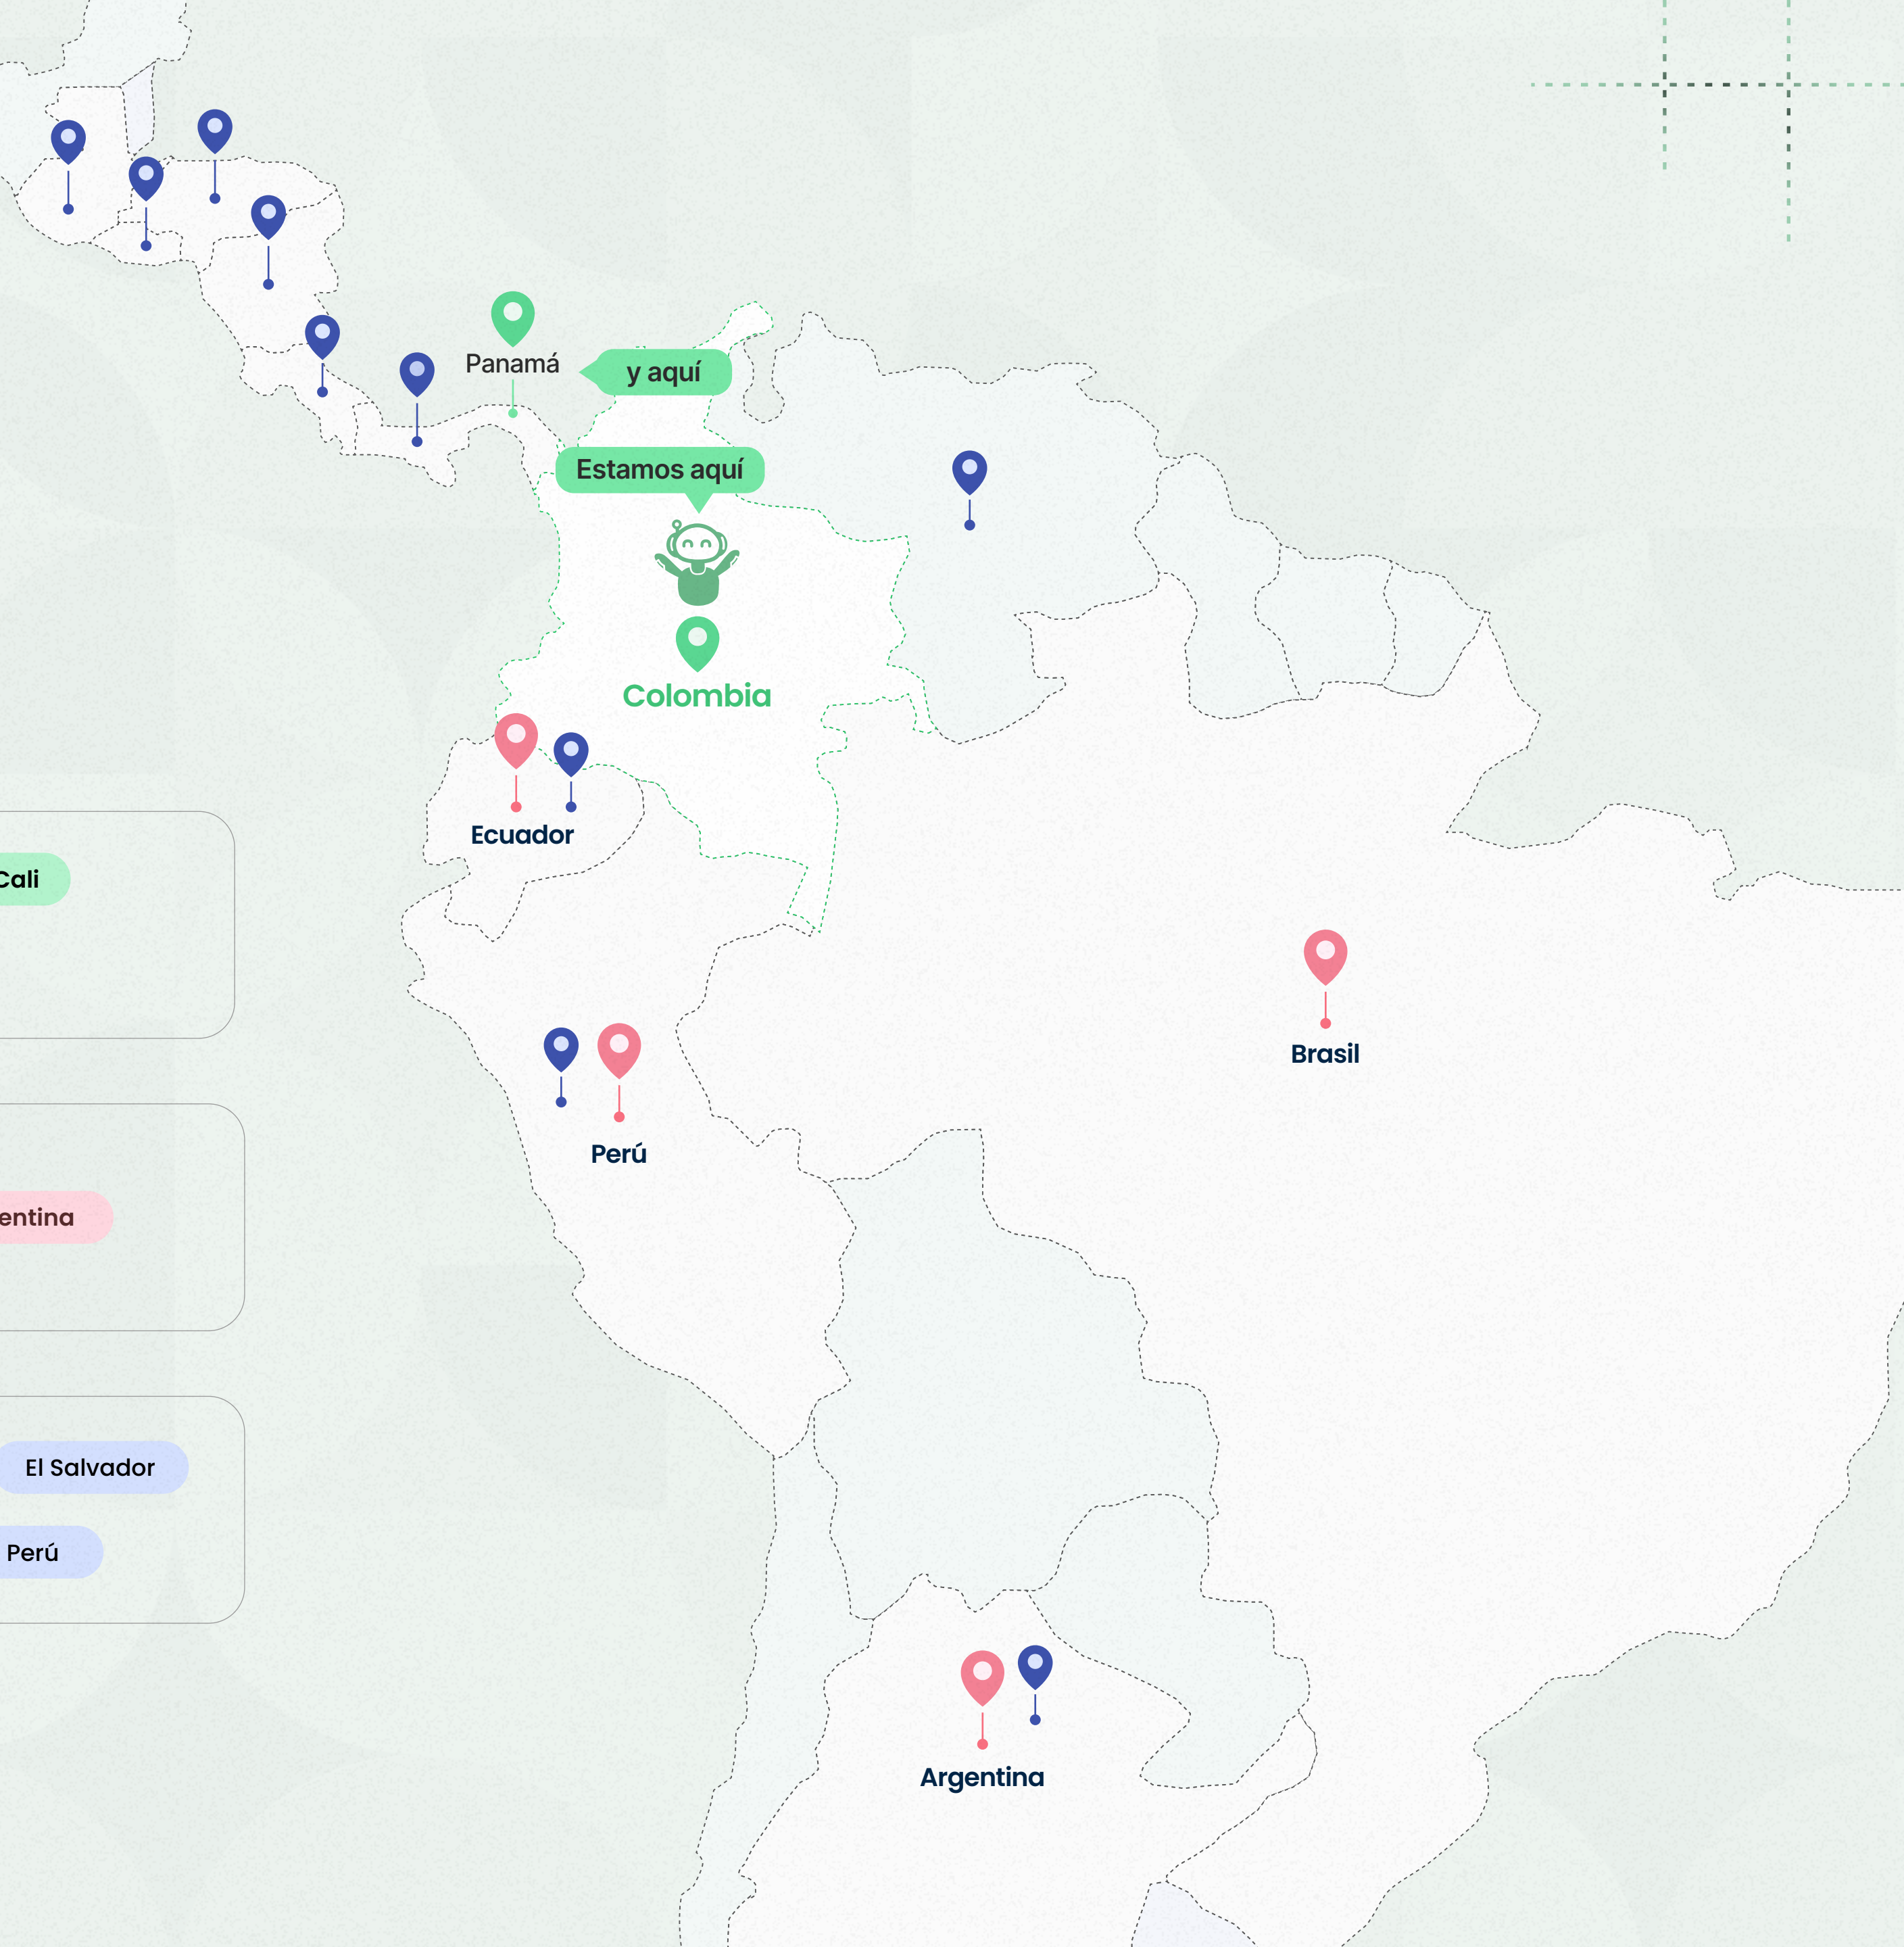 Panamá
y aquí
Estamos aquí
Colombia
Ecuador
Cali
Brasil
Perú
entina
El Salvador
Perú
Argentina